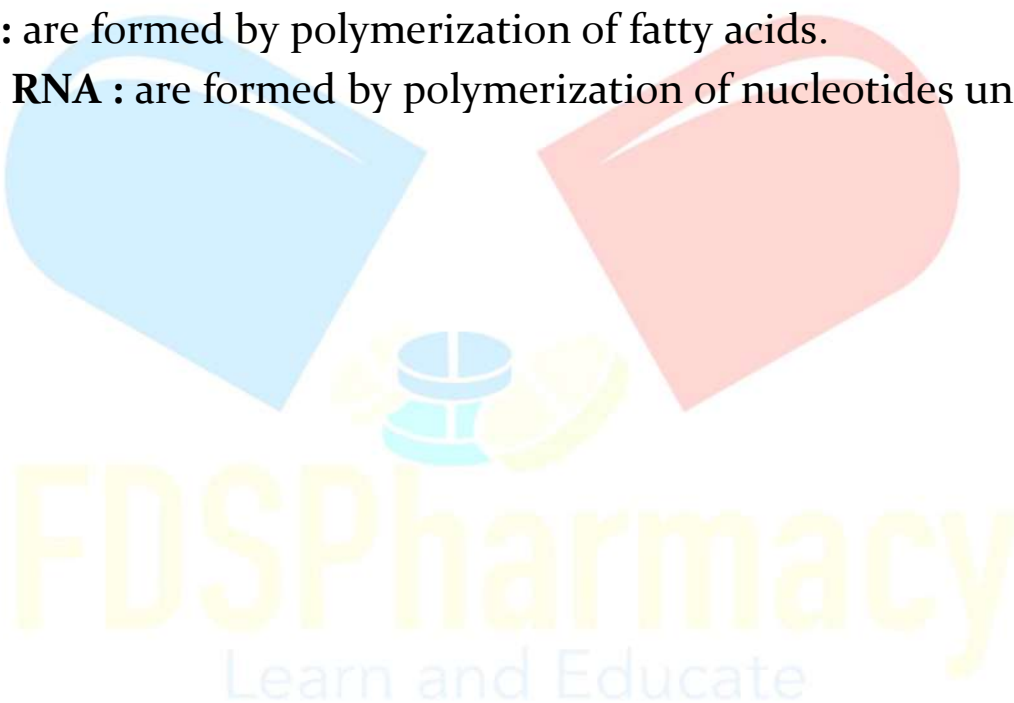 : are formed by polymerization of fatty acids.
RNA : are formed by polymerization of nucleotides un
FDSPharmacy
Learn and Educate